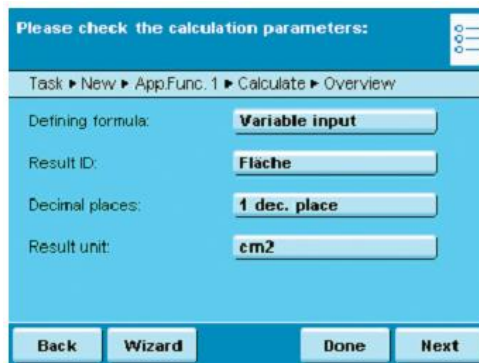 Please check the calculation parameters:
Task ▸ New ▸ App.Func. 1 ▸ Calculate ▸ Overview
Defining formula: Variable input
Result ID: Fläche
Decimal places: 1 dec. place
Result unit: cm2
Back Wizard Done Next